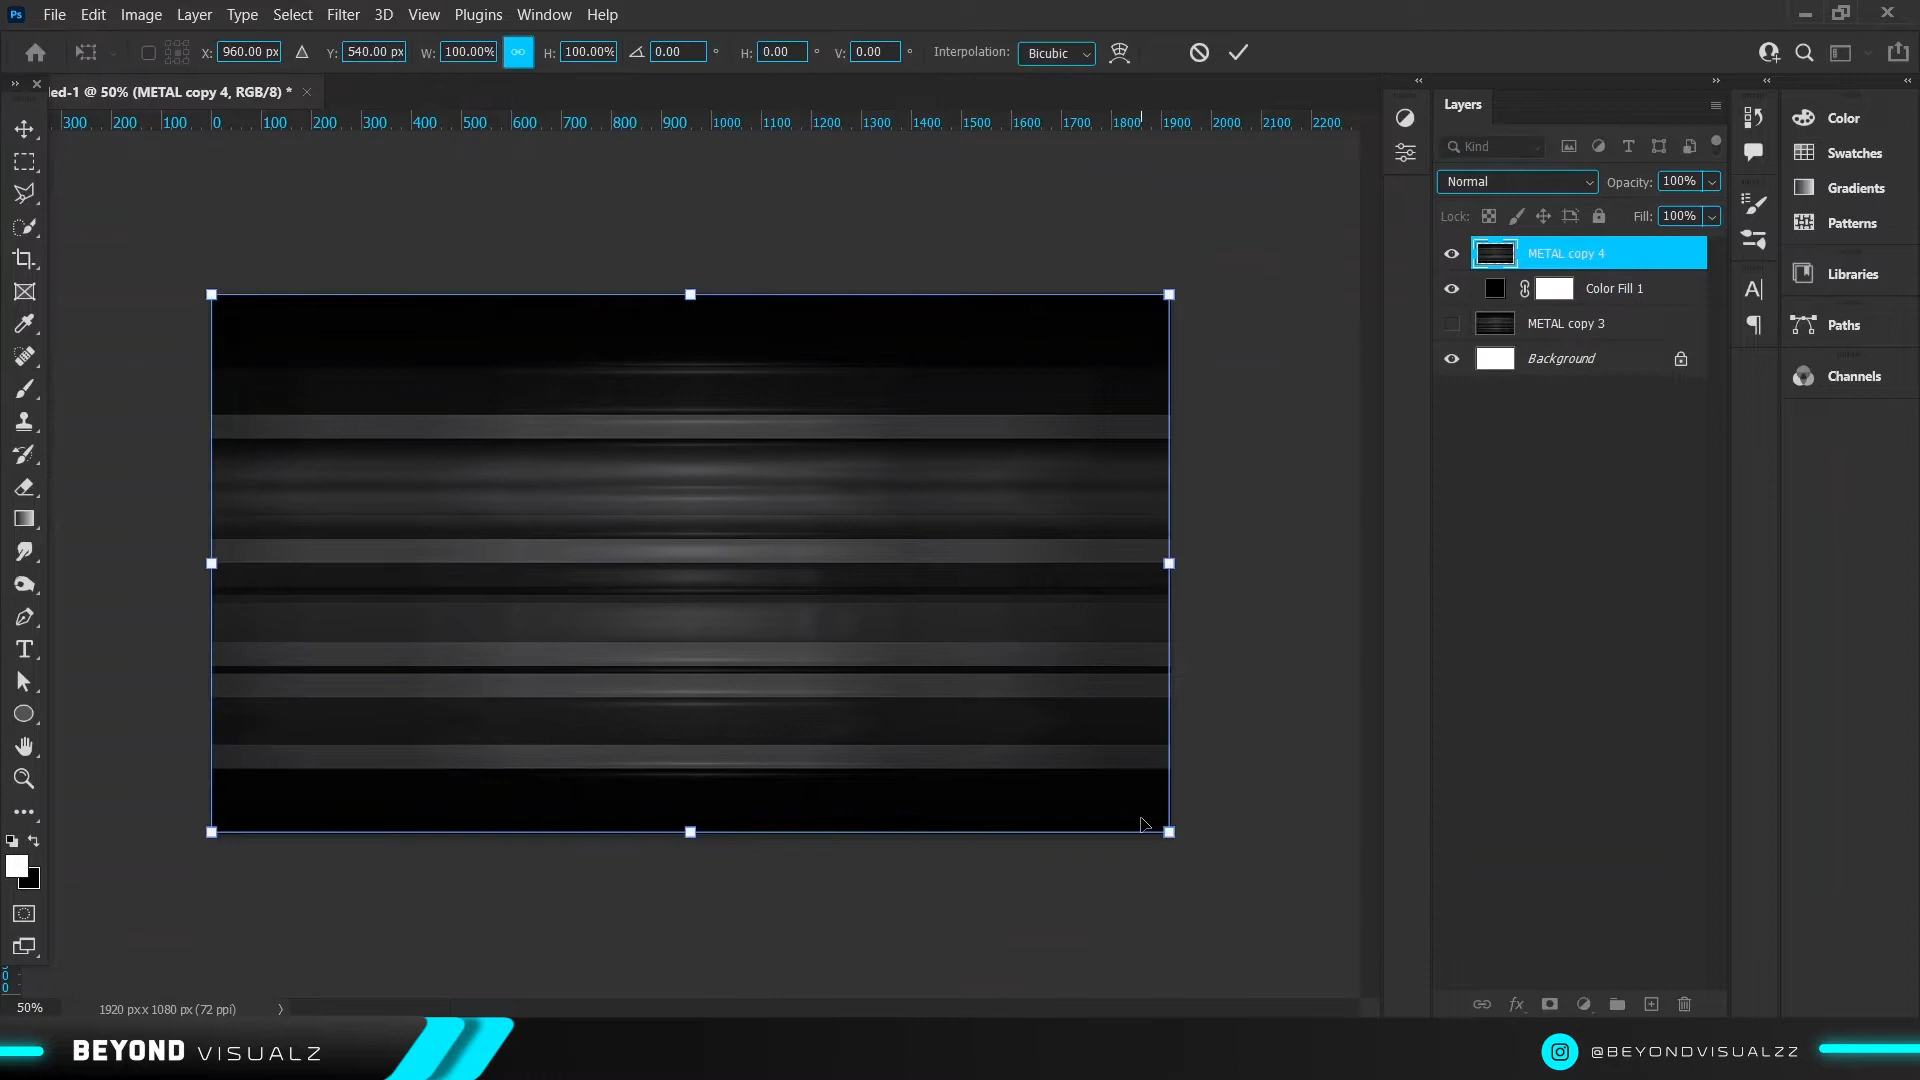 Ps File Edit Image Layer Type Select Filter 3D View Plugins Window Help
X: 960.00 px Y: 540.00 px W: 100.00% H: 100.00% 0.00 ° H: 0.00 ° V: 0.00 ° Interpolation: Bicubic
led-1 @ 50% (METAL copy 4, RGB/8) *
300 200 100 0 100 200 300 400 500 600 700 800 900 1000 1100 1200 1300 1400 1500 1600 1700 1800 1900 2000 2100 2200
Layers
Kind
Normal Opacity: 100%
Lock: Fill: 100%
METAL copy 4
Color Fill 1
METAL copy 3
Background
Color
Swatches
Gradients
Patterns
Libraries
Paths
Channels
0
0
50% 1920 px x 1080 px (72 ppi)
BEYOND VISUALZ
@BEYONDVISUALZZ